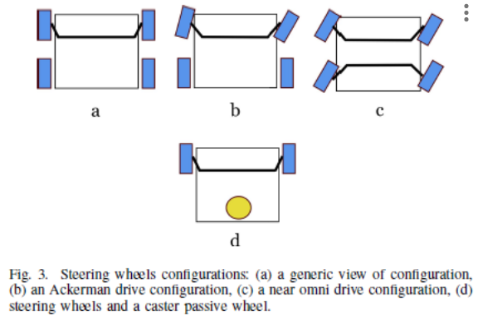 a
b
c
d
Fig. 3. Steering wheels configurations: (a) a generic view of configuration,
(b) an Ackerman drive configuration, (c) a near omni drive configuration, (d)
steering wheels and a caster passive wheel.